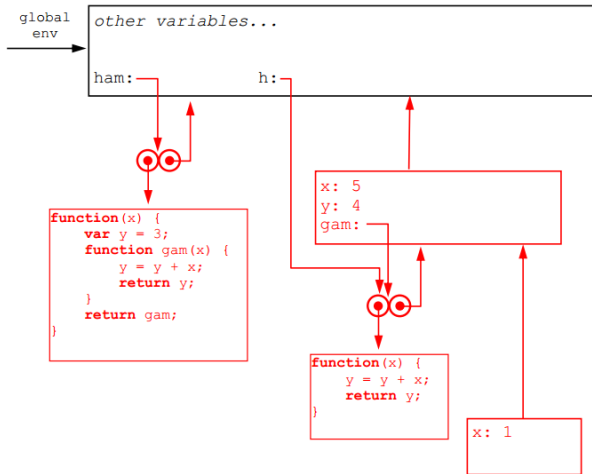 global
env
other variables...
ham:
h:
x: 5
y: 4
gam:
function(x) {
    var y = 3;
    function gam(x) {
        y = y + x;
        return y;
    }
    return gam;
}
function(x) {
    y = y + x;
    return y;
}
x: 1